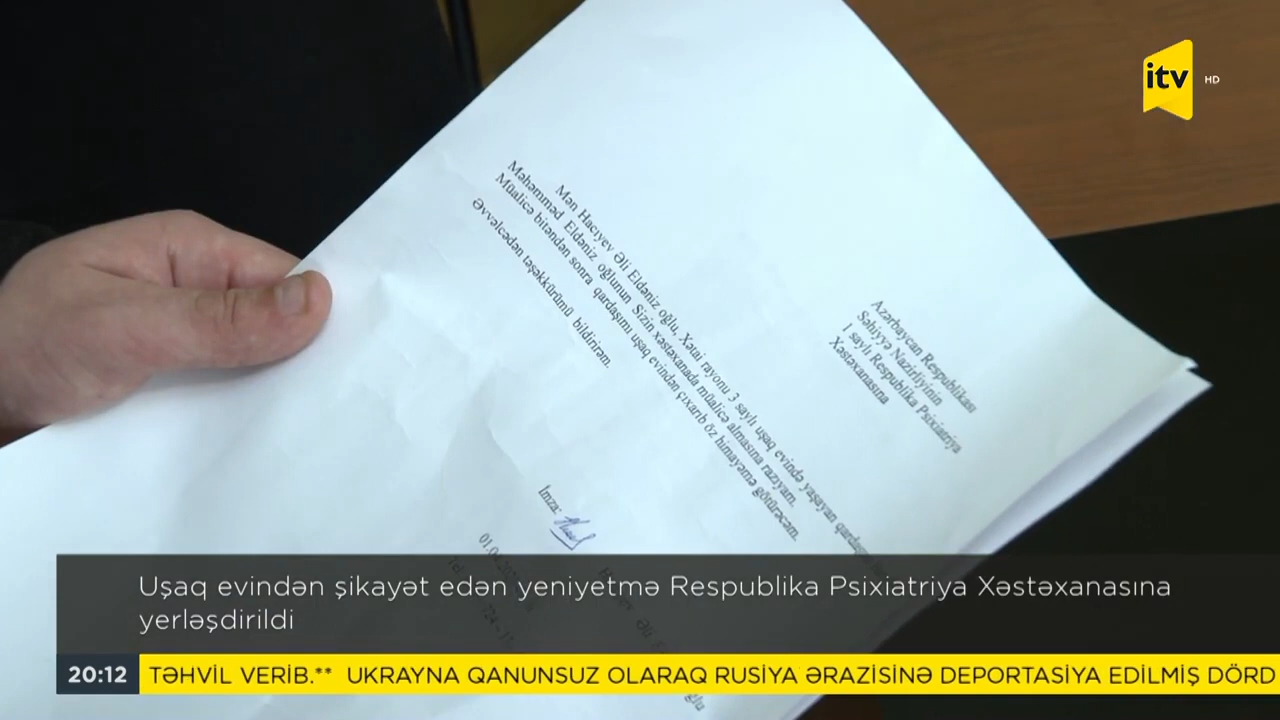 itv HD
Azərbaycan Respublikası
Səhiyyə Nazirliyinin
1 saylı Respublika Psixiatriya
Xəstəxanasına
Mən Hacıyev Əli Eldəniz oğlu, Xətai rayonu 3 saylı uşaq evində yaşayan
Məhəmməd Eldəniz oğlunun Sizin xəstəxanada müalicə almasına razıyam.
Müalicə bitəndən sonra qardaşımı uşaq evindən çıxarıb öz himayəmə götürəcəm.
Əvvəlcədən təşəkkürümü bildirirəm.
İmza:
Uşaq evindən şikayət edən yeniyetmə Respublika Psixiatriya Xəstəxanasına
yerləşdirildi
20:12 TƏHVİL VERİB.** UKRAYNA QANUNSUZ OLARAQ RUSİYA ƏRAZİSİNƏ DEPORTASİYA EDİLMİŞ DÖRD